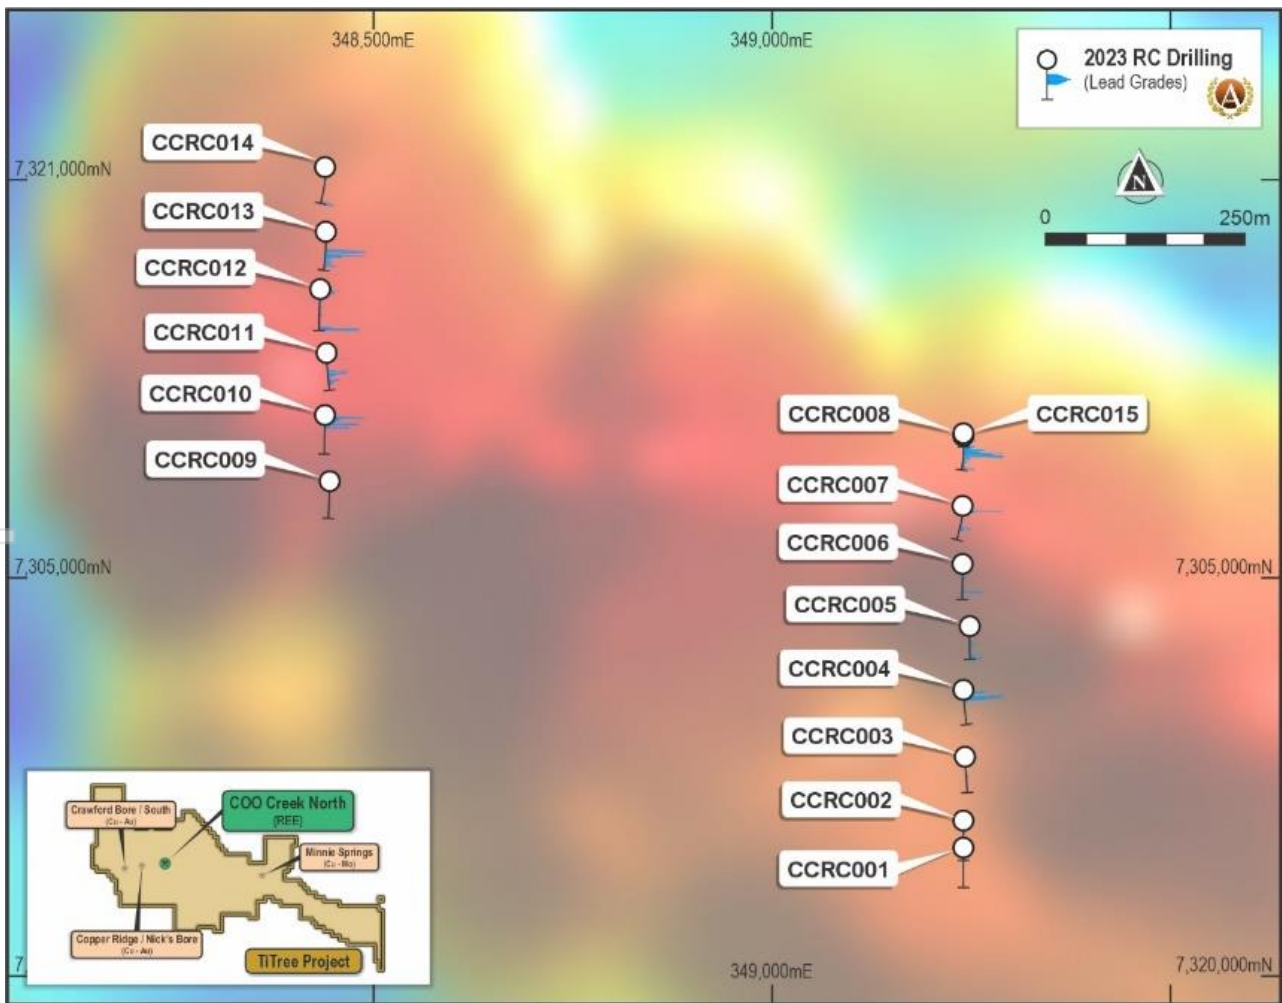 348,500mE
349,000mE
2023 RC Drilling
(Lead Grades)
A
CCRC014
7,321,000mN
N
CCRC013
0
250m
CCRC012
CCRC011
CCRC010
CCRC008
CCRC015
CCRC009
CCRC007
CCRC006
7,305,000mN
7,305,000mN
CCRC005
CCRC004
CCRC003
CCRC002
CCRC001
Crawford Bore / South
(Cu - Au)
COO Creek North
(REE)
Minnie Springs
(Cu - Mo)
Copper Ridge / Nick's Bore
(Cu - Au)
TiTree Project
7,
349,000mE
7,320,000mN